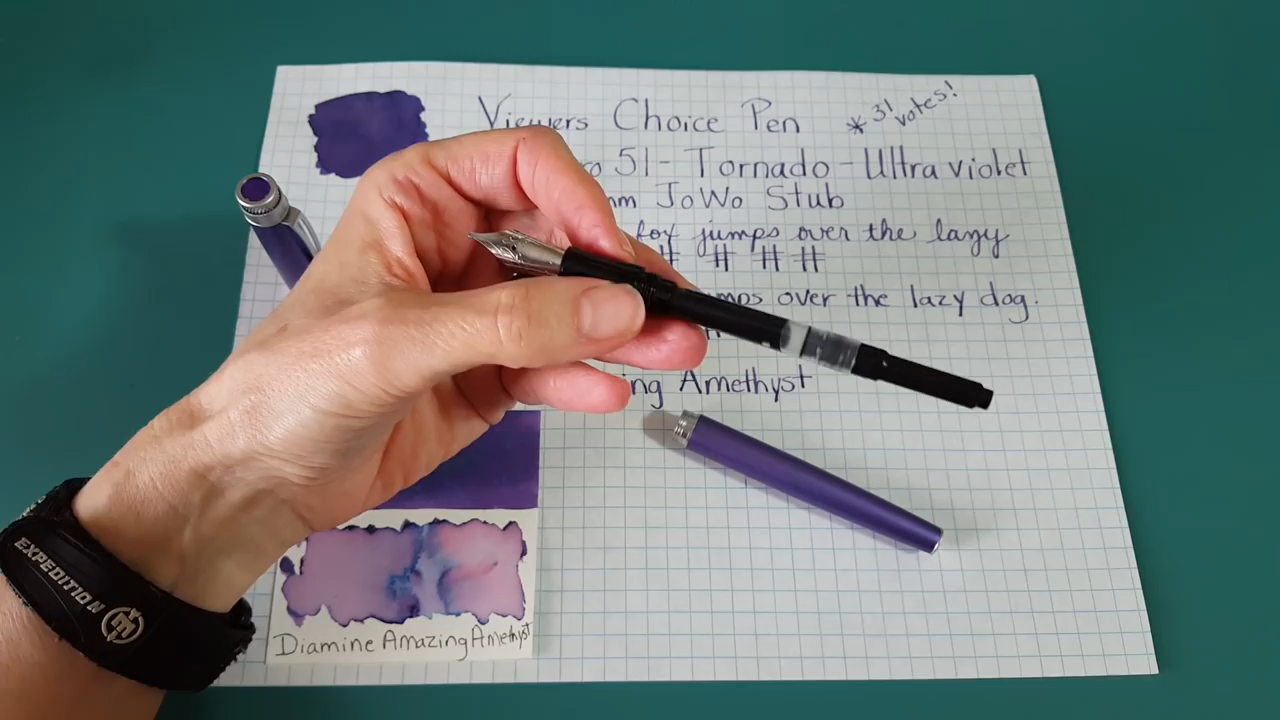 Viewers Choice Pen * 31 votes!
51 - Tornado - Ultra violet
JoWo Stub
fox jumps over the lazy
# # # #
over the lazy dog.
Amethyst
Diamine Amazing Amethyst
EXPEDITION